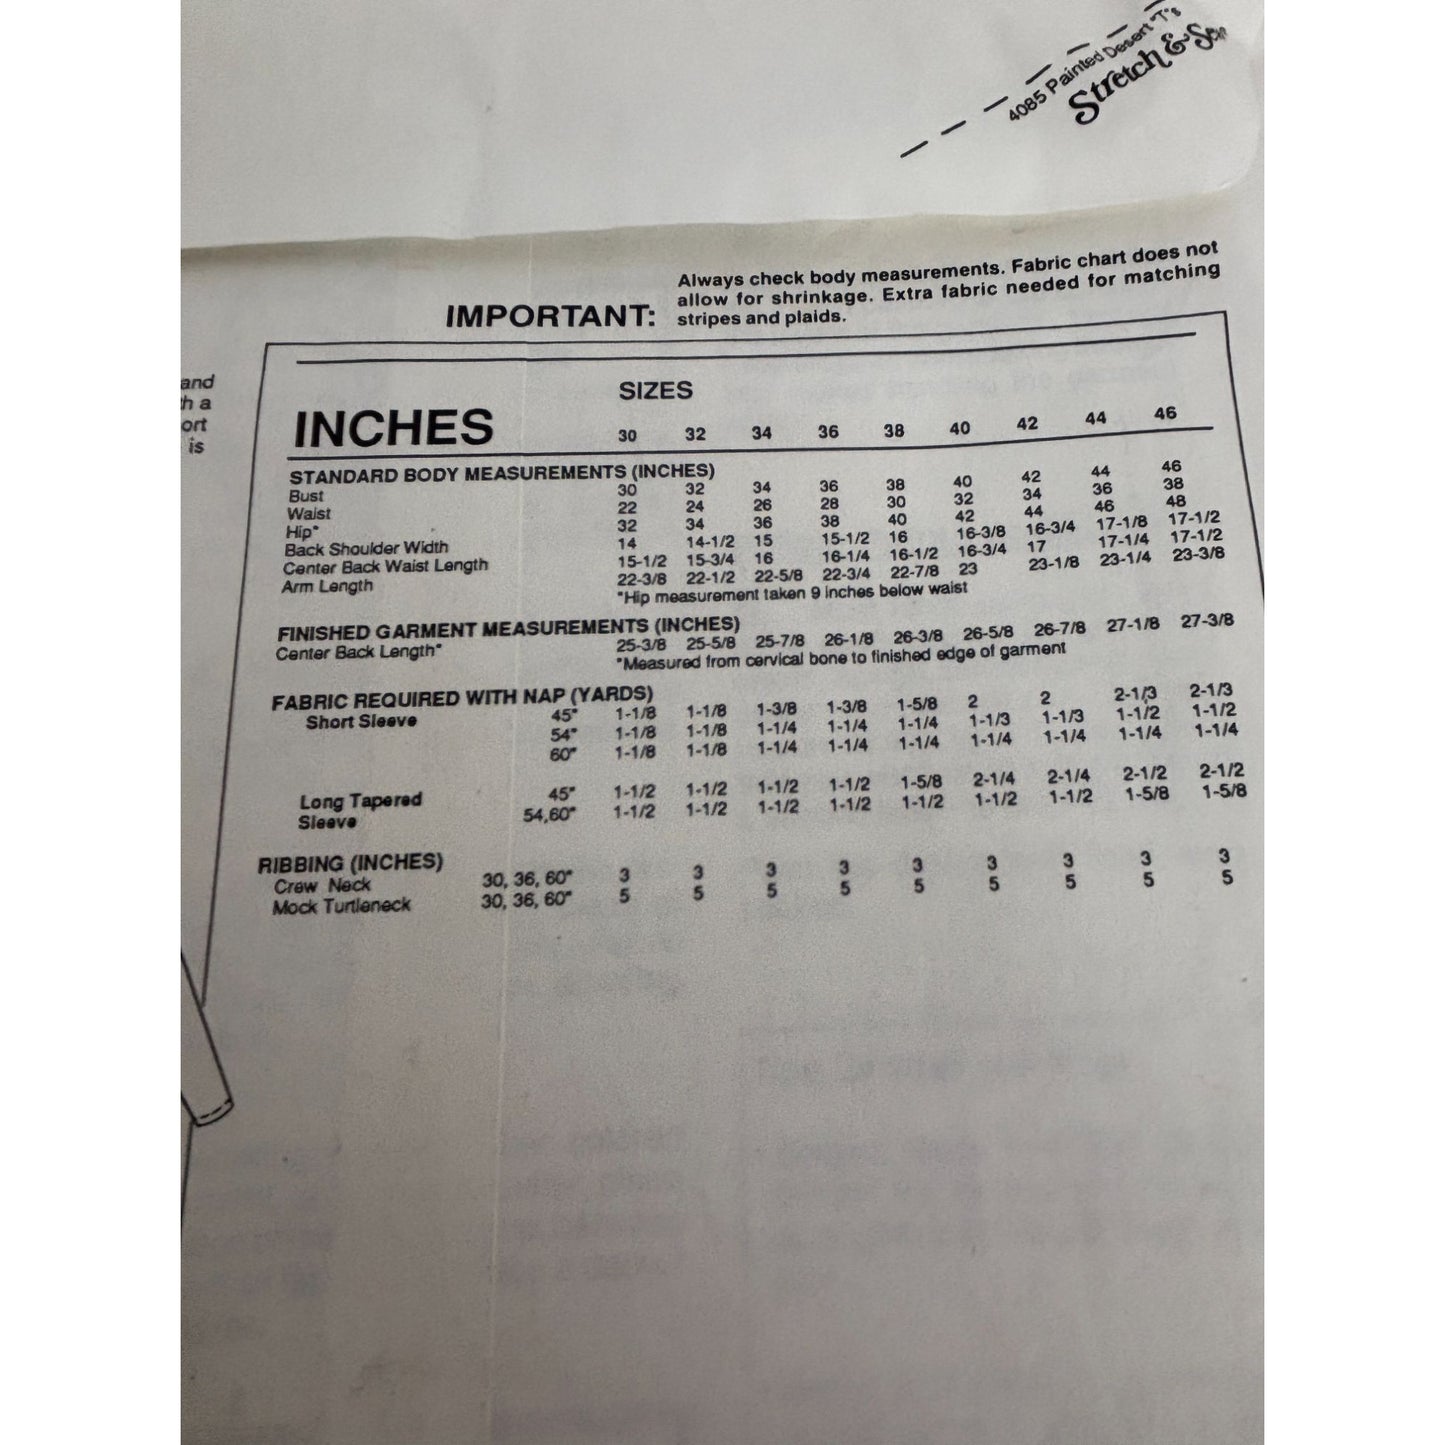 4085 Painted Desert "T"s
Stretch & Sew
and
h a
ort
is
IMPORTANT: Always check body measurements. Fabric chart does not
allow for shrinkage. Extra fabric needed for matching
stripes and plaids.
SIZES
INCHES 30 32 34 36 38 40 42 44 46
STANDARD BODY MEASUREMENTS (INCHES)
Bust 30 32 34 36 38 40 42 44 46
Waist 22 24 26 28 30 32 34 36 38
Hip* 32 34 36 38 40 42 44 46 48
Back Shoulder Width 14 14-1/2 15 15-1/2 16 16-3/8 16-3/4 17-1/8 17-1/2
Center Back Waist Length 15-1/2 15-3/4 16 16-1/4 16-1/2 16-3/4 17 17-1/4 17-1/2
Arm Length 22-3/8 22-1/2 22-5/8 22-3/4 22-7/8 23 23-1/8 23-1/4 23-3/8
*Hip measurement taken 9 inches below waist
FINISHED GARMENT MEASUREMENTS (INCHES)
Center Back Length* 25-3/8 25-5/8 25-7/8 26-1/8 26-3/8 26-5/8 26-7/8 27-1/8 27-3/8
*Measured from cervical bone to finished edge of garment
FABRIC REQUIRED WITH NAP (YARDS)
Short Sleeve 45" 1-1/8 1-1/8 1-3/8 1-3/8 1-5/8 2 2 2-1/3 2-1/3
54" 1-1/8 1-1/8 1-1/4 1-1/4 1-1/4 1-1/3 1-1/3 1-1/2 1-1/2
60" 1-1/8 1-1/8 1-1/4 1-1/4 1-1/4 1-1/4 1-1/4 1-1/4 1-1/4
Long Tapered 45" 1-1/2 1-1/2 1-1/2 1-1/2 1-5/8 2-1/4 2-1/4 2-1/2 2-1/2
Sleeve 54,60" 1-1/2 1-1/2 1-1/2 1-1/2 1-1/2 1-1/2 1-1/2 1-5/8 1-5/8
RIBBING (INCHES)
Crew Neck 30, 36, 60" 3 3 3 3 3 3 3 3 3
Mock Turtleneck 30, 36, 60" 5 5 5 5 5 5 5 5 5